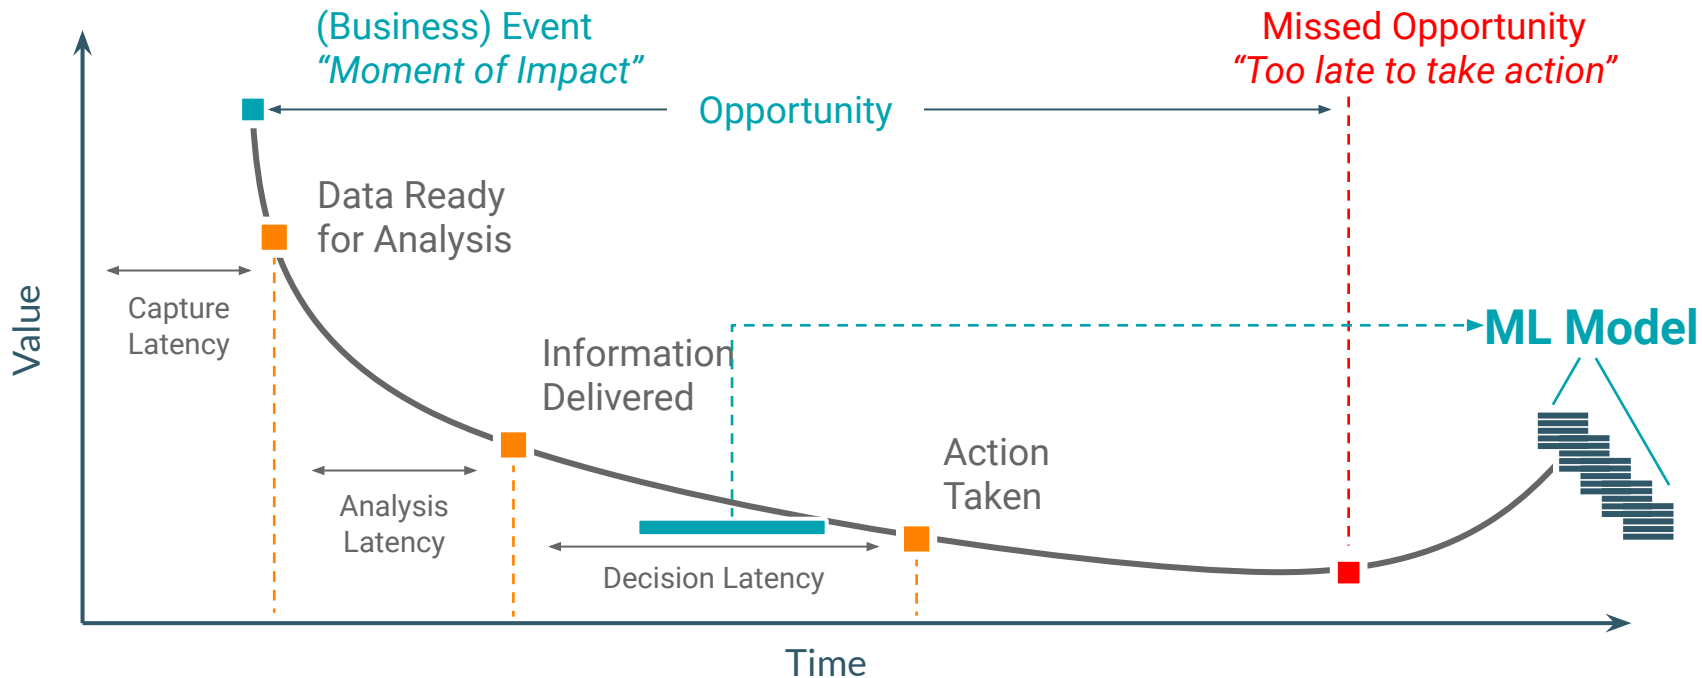 (Business) Event
“Moment of Impact”
Missed Opportunity
“Too late to take action”
Opportunity
Data Ready
for Analysis
Capture
Latency
Value
Information
Delivered
ML Model
Action
Taken
Analysis
Latency
Decision Latency
Time